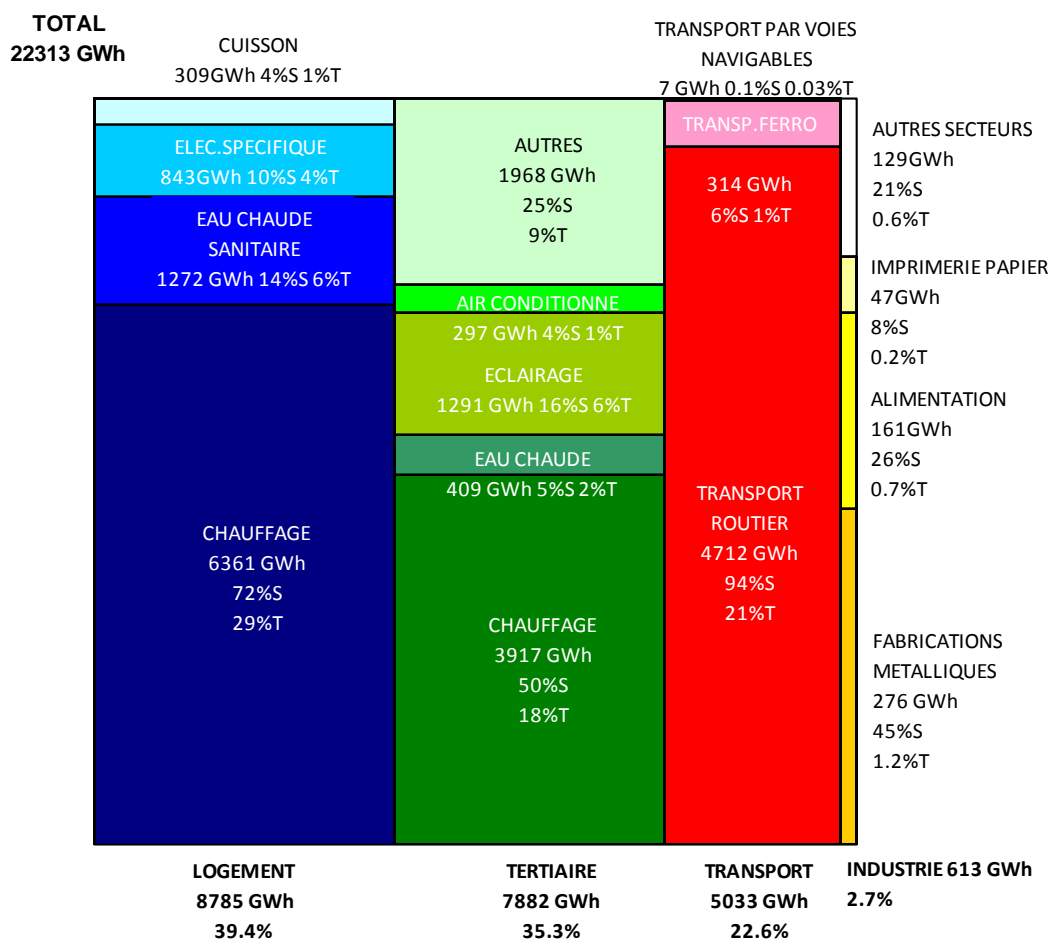 TOTAL
22313 GWh
CUISSON
309GWh 4%S 1%T
TRANSPORT PAR VOIES
NAVIGABLES
7 GWh 0.1%S 0.03%T
ELEC.SPECIFIQUE
843GWh 10%S 4%T
EAU CHAUDE
SANITAIRE
1272 GWh 14%S 6%T
CHAUFFAGE
6361 GWh
72%S
29%T
AUTRES
1968 GWh
25%S
9%T
AIR CONDITIONNE
297 GWh 4%S 1%T
ECLAIRAGE
1291 GWh 16%S 6%T
EAU CHAUDE
409 GWh 5%S 2%T
CHAUFFAGE
3917 GWh
50%S
18%T
TRANSP.FERRO
314 GWh
6%S 1%T
TRANSPORT
ROUTIER
4712 GWh
94%S
21%T
AUTRES SECTEURS
129GWh
21%S
0.6%T
IMPRIMERIE PAPIER
47GWh
8%S
0.2%T
ALIMENTATION
161GWh
26%S
0.7%T
FABRICATIONS
METALLIQUES
276 GWh
45%S
1.2%T
LOGEMENT
8785 GWh
39.4%
TERTIAIRE
7882 GWh
35.3%
TRANSPORT
5033 GWh
22.6%
INDUSTRIE 613 GWh
2.7%